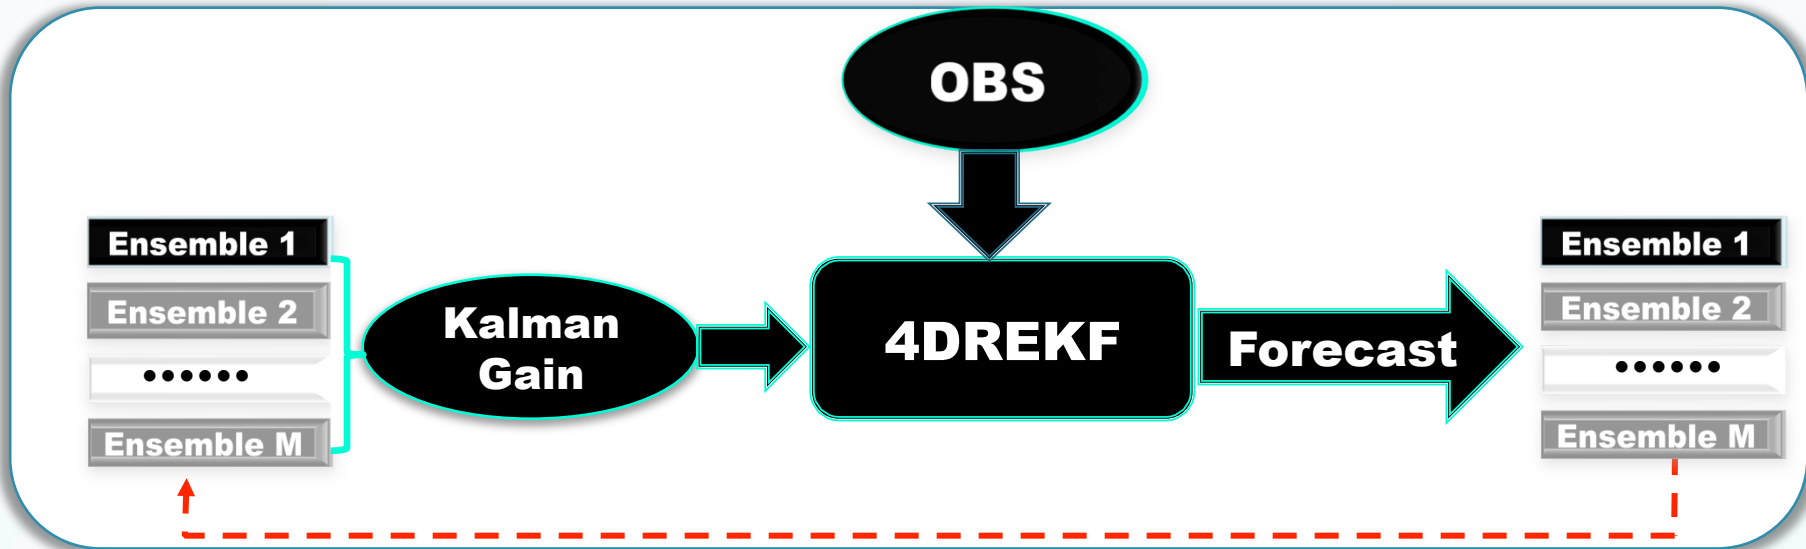 OBS
Ensemble 1
Ensemble 2
••••••
Ensemble M
Kalman
Gain
4DREKF
Forecast
Ensemble 1
Ensemble 2
••••••
Ensemble M